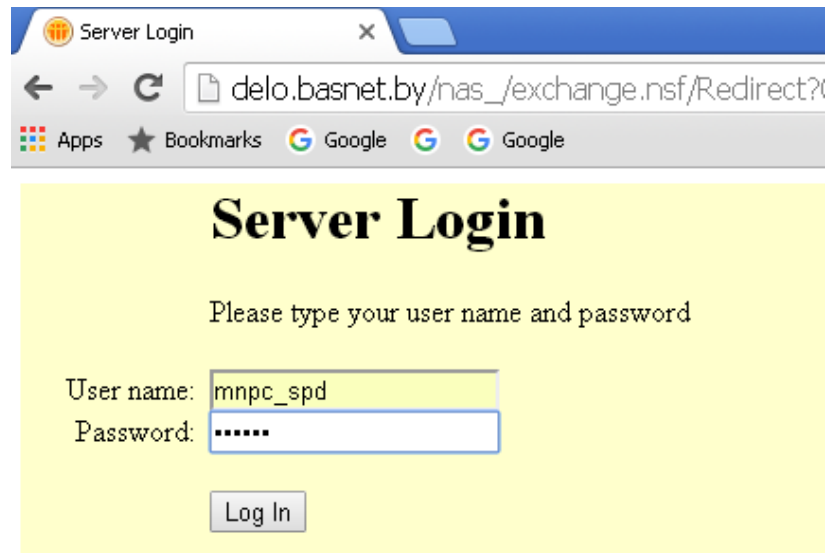 Server Login
delo.basnet.by/nas_/exchange.nsf/Redirect?
Apps Bookmarks Google Google
Server Login
Please type your user name and password
User name: mnpc_spd
Password: ••••••
Log In